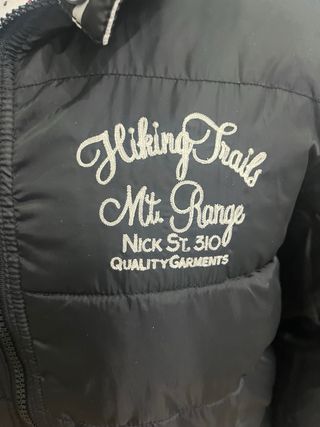 Hiking Trails
Mt. Range
NICK ST. 310
QUALITY GARMENTS